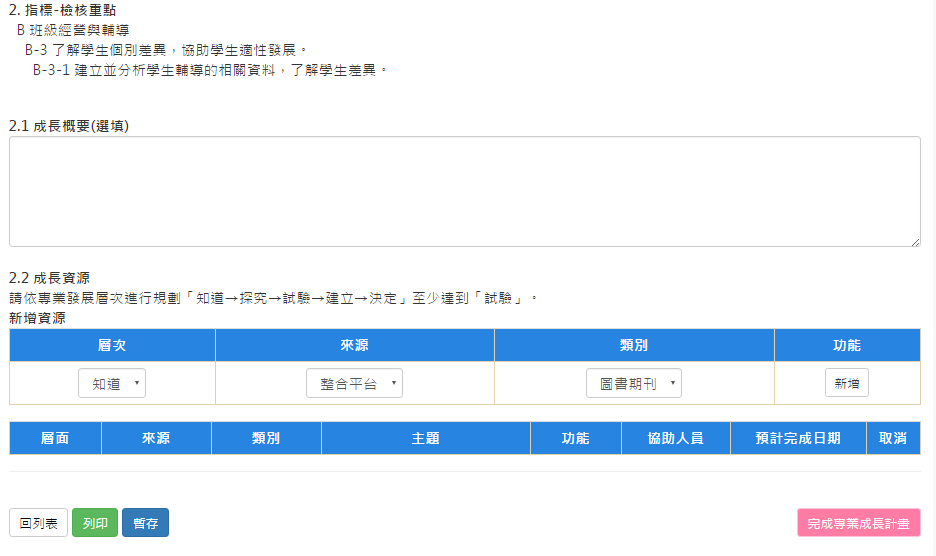 2. 指標-檢核重點
B 班級經營與輔導
B-3 了解學生個別差異，協助學生適性發展。
B-3-1 建立並分析學生輔導的相關資料，了解學生差異。
2.1 成長概要(選填)
2.2 成長資源
請依專業發展層次進行規劃「知道→探究→試驗→建立→決定」至少達到「試驗」。
新增資源
層次 來源 類別 功能
知道 整合平台 圖書期刊 新增
層面 來源 類別 主題 功能 協助人員 預計完成日期 取消
回列表 列印 暫存 完成專業成長計畫